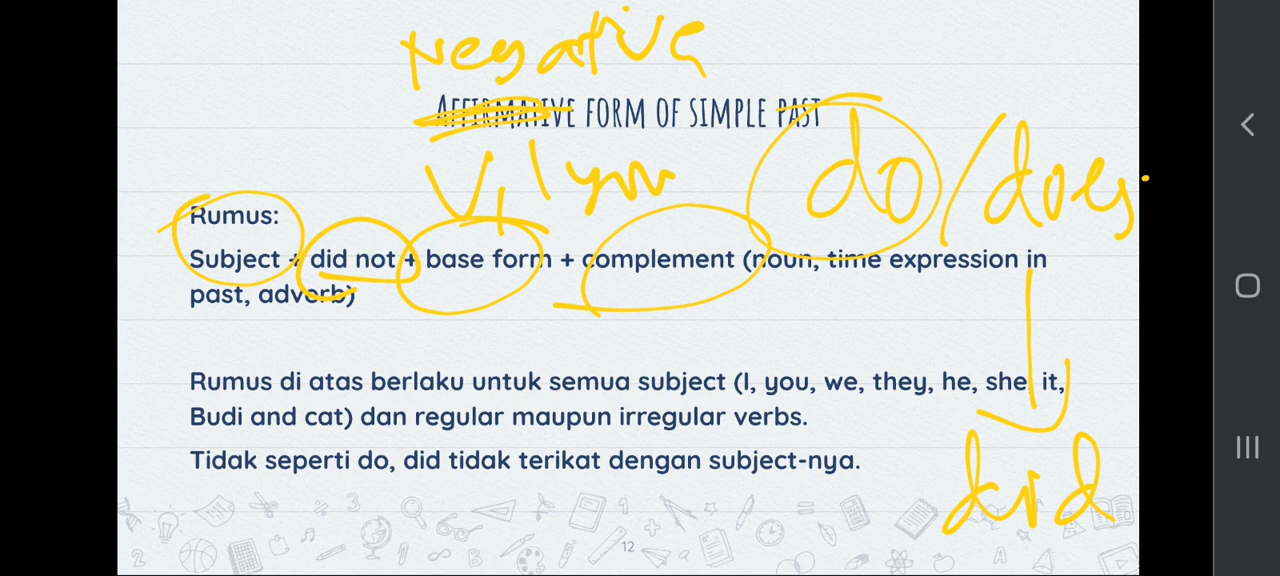 Negative
AFFIRMATIVE FORM OF SIMPLE PAST
V1 do/does
Rumus:
Subject + did not + base form + complement (noun, time expression in
past, adverb)
Rumus di atas berlaku untuk semua subject (I, you, we, they, he, she, it,
Budi and cat) dan regular maupun irregular verbs.
Tidak seperti do, did tidak terikat dengan subject-nya.
did
12